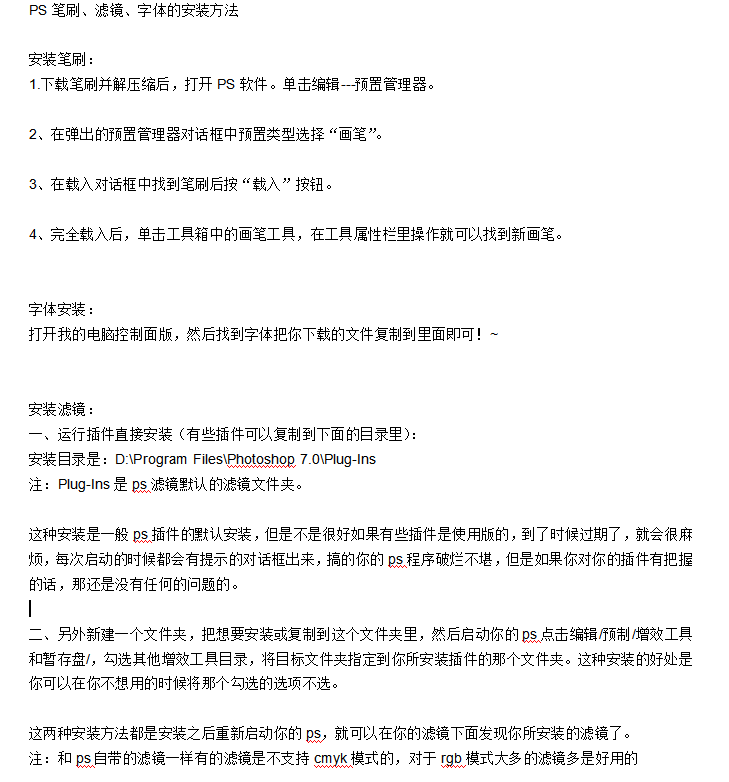 PS 笔刷、滤镜、字体的安装方法
安装笔刷：
1.下载笔刷并解压缩后，打开 PS 软件。单击编辑---预置管理器。
2、在弹出的预置管理器对话框中预置类型选择“画笔”。
3、在载入对话框中找到笔刷后按“载入”按钮。
4、完全载入后，单击工具箱中的画笔工具，在工具属性栏里操作就可以找到新画笔。
字体安装：
打开我的电脑控制面版，然后找到字体把你下载的文件复制到里面即可！~
安装滤镜：
一、运行插件直接安装（有些插件可以复制到下面的目录里）：
安装目录是：D:\Program Files\Photoshop 7.0\Plug-Ins
注：Plug-Ins 是 ps 滤镜默认的滤镜文件夹。
这种安装是一般 ps 插件的默认安装，但是不是很好如果有些插件是使用版的，到了时候过期了，就会很麻
烦，每次启动的时候都会有提示的对话框出来，搞的你的 ps 程序破烂不堪，但是如果你对你的插件有把握
的话，那还是没有任何的问题的。
二、另外新建一个文件夹，把想要安装或复制到这个文件夹里，然后启动你的 ps 点击编辑/预制/增效工具
和暂存盘/，勾选其他增效工具目录，将目标文件夹指定到你所安装插件的那个文件夹。这种安装的好处是
你可以在你不想用的时候将那个勾选的选项不选。
这两种安装方法都是安装之后重新启动你的 ps，就可以在你的滤镜下面发现你所安装的滤镜了。
注：和 ps 自带的滤镜一样有的滤镜是不支持 cmyk 模式的，对于 rgb 模式大多的滤镜多是好用的